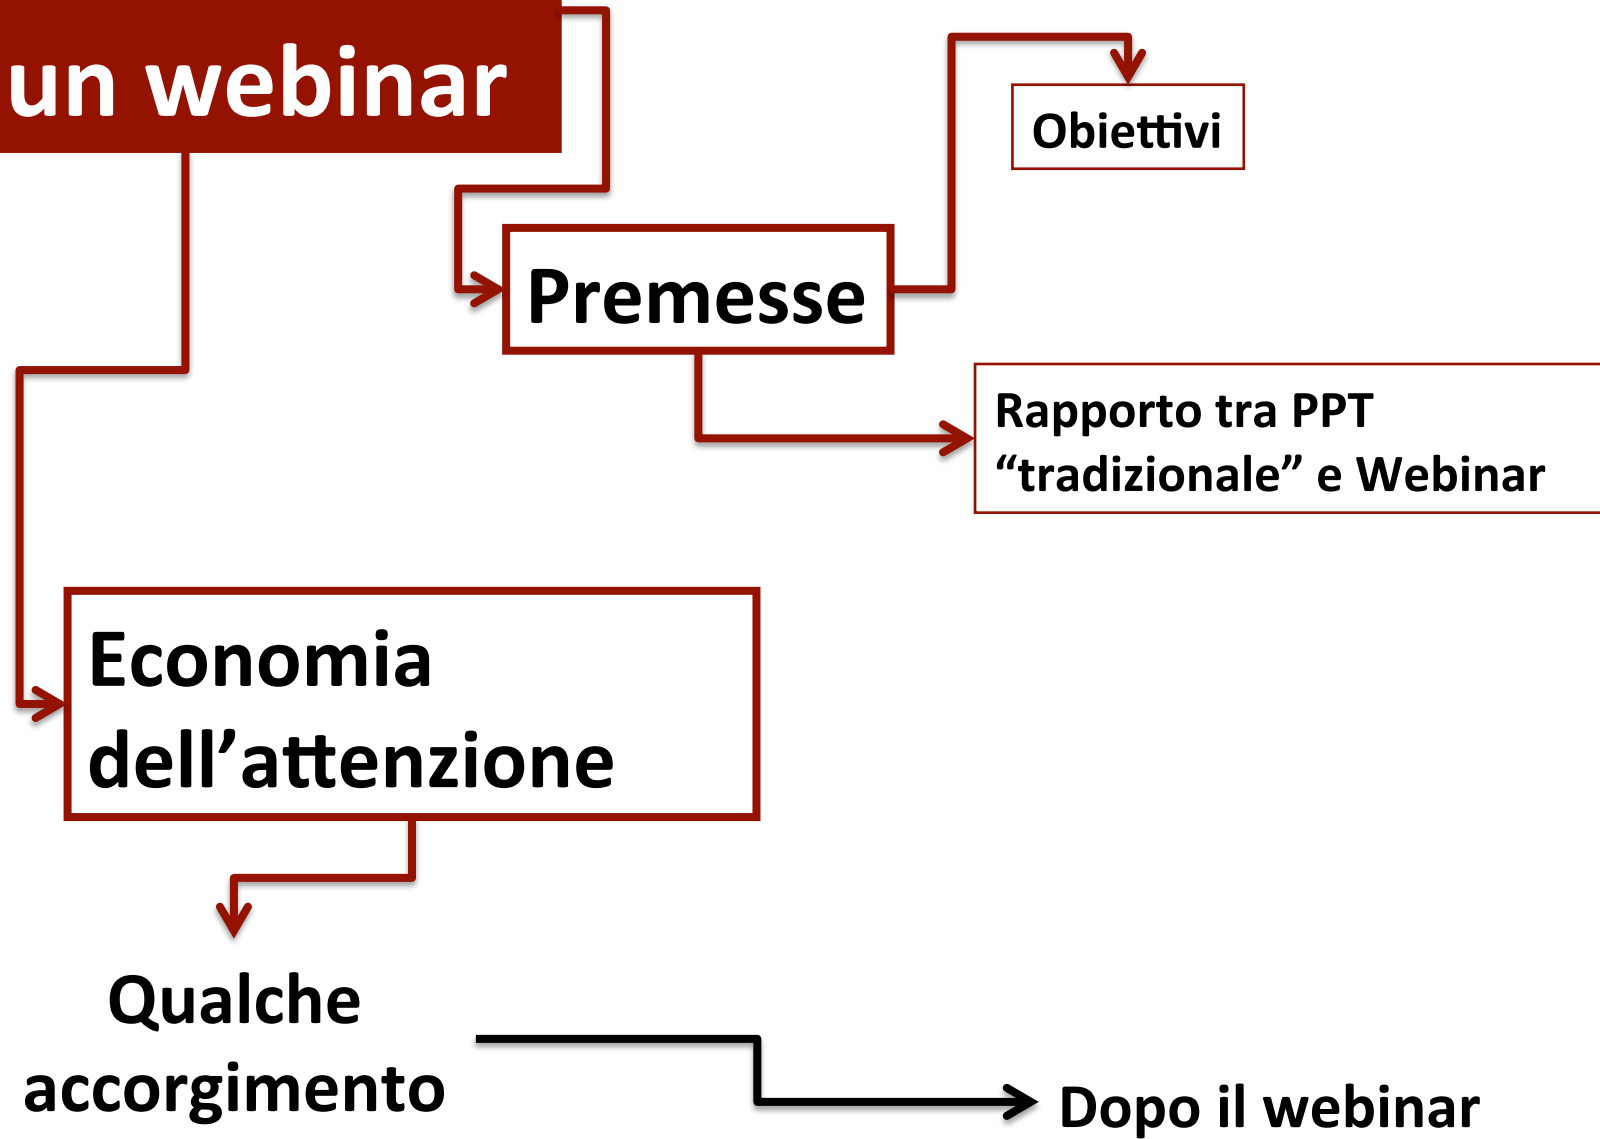 un webinar
Obiettivi
Premesse
Rapporto tra PPT
“tradizionale” e Webinar
Economia
dell’attenzione
Qualche
accorgimento
Dopo il webinar